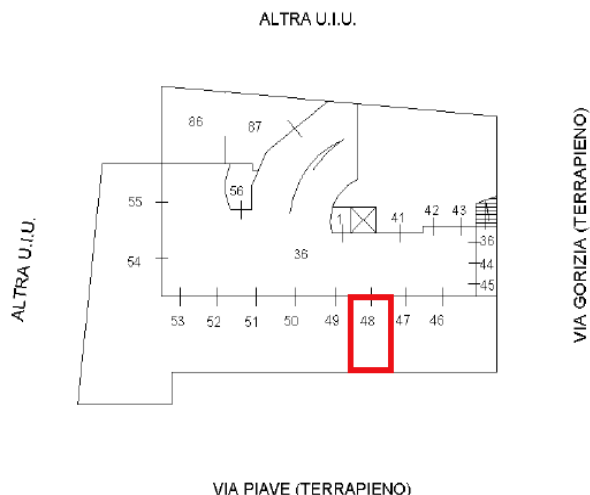 ALTRA U.I.U.
86 87
56
55
1 41 42 43
36 36
54 44
45
53 52 51 50 49 48 47 46
ALTRA U.I.U.
VIA GORIZIA (TERRAPIENO)
VIA PIAVE (TERRAPIENO)